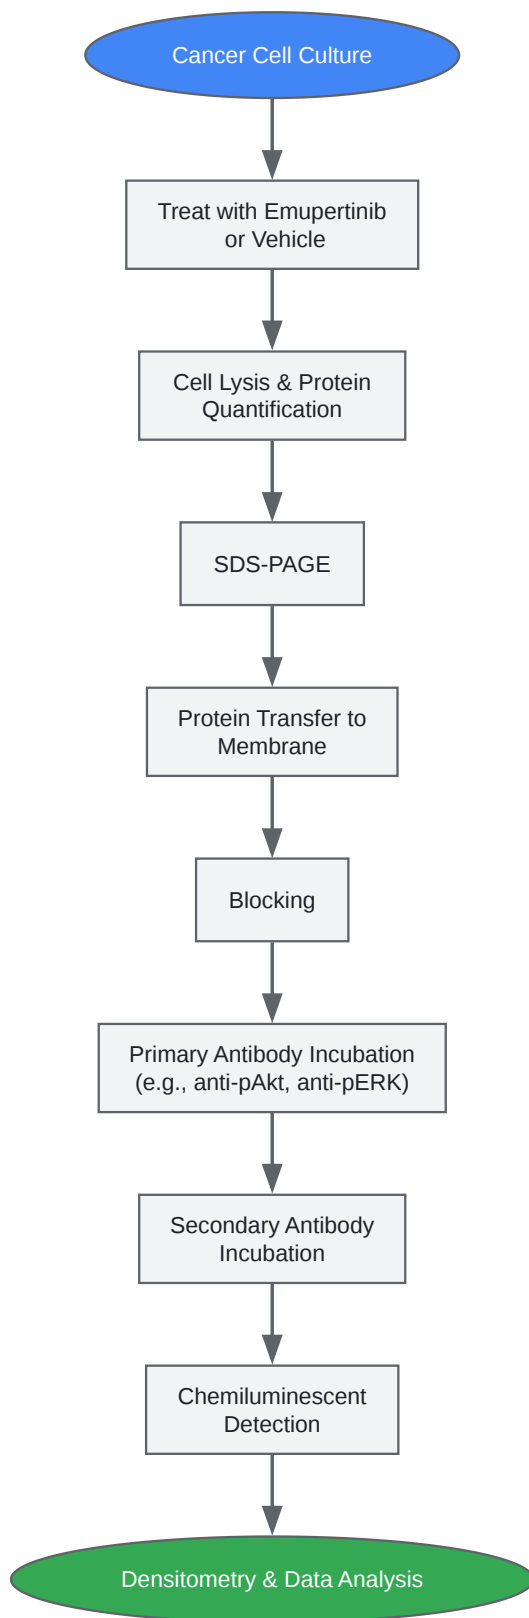 Cancer Cell Culture
Treat with Emupertinib
or Vehicle
Cell Lysis & Protein
Quantification
SDS-PAGE
Protein Transfer to
Membrane
Blocking
Primary Antibody Incubation
(e.g., anti-pAkt, anti-pERK)
Secondary Antibody
Incubation
Chemiluminescent
Detection
Densitometry & Data Analysis